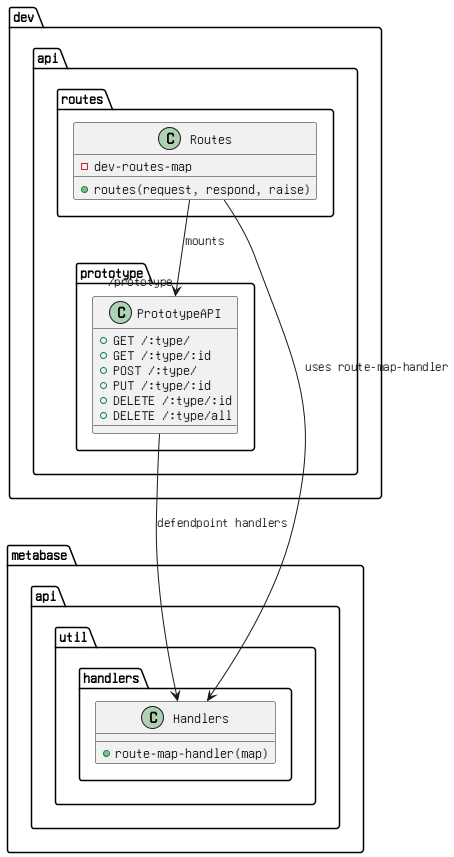 dev
api
routes
C Routes
dev-routes-map
routes(request, respond, raise)
mounts
prototype
/prototype
C PrototypeAPI
GET /:type/
GET /:type/:id
POST /:type/
PUT /:type/:id
DELETE /:type/:id
DELETE /:type/all
uses route-map-handler
defendpoint handlers
metabase
api
util
handlers
C Handlers
route-map-handler(map)